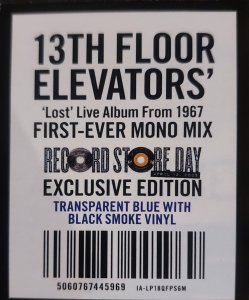 13TH FLOOR
ELEVATORS'
'Lost' Live Album From 1967
FIRST-EVER MONO MIX
RECORD STORE DAY
EXCLUSIVE EDITION
TRANSPARENT BLUE WITH
BLACK SMOKE VINYL
5060767445969 IA-LP18QFPSGM